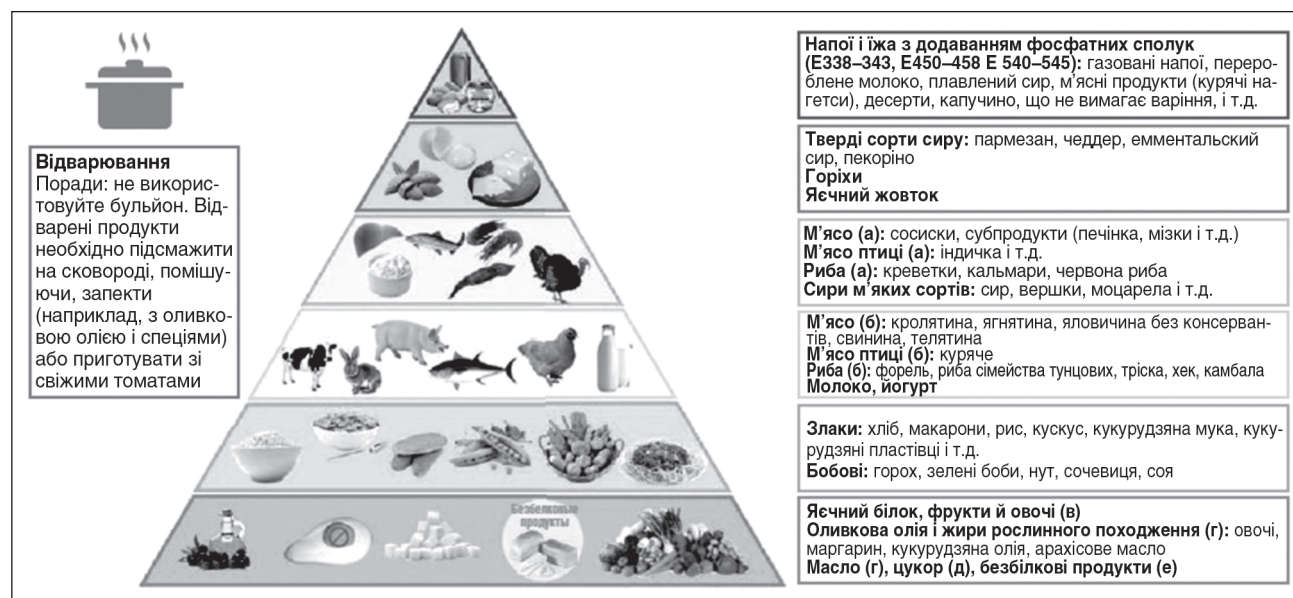 Відварювання
Поради: не викорис-
товуйте бульйон. Від-
варені продукти
необхідно підсмажити
на сковороді, помішу-
ючи, запекти
(наприклад, з оливко-
вою олією і спеціями)
або приготувати зі
свіжими томатами
Безбелковые
продукты
Напої і їжа з додаванням фосфатних сполук
(Е338–343, Е450–458 Е 540–545): газовані напої, переро-
блене молоко, плавлений сир, м’ясні продукти (курячі на-
гетси), десерти, капучино, що не вимагає варіння, і т.д.
Тверді сорти сиру: пармезан, чеддер, емментальский
сир, пекоріно
Горіхи
Яєчний жовток
М’ясо (а): сосиски, субпродукти (печінка, мізки і т.д.)
М’ясо птиці (а): індичка і т.д.
Риба (а): креветки, кальмари, червона риба
Сири м’яких сортів: сир, вершки, моцарела і т.д.
М’ясо (б): кролятина, ягнятина, яловичина без консерван-
тів, свинина, телятина
М’ясо птиці (б): куряче
Риба (б): форель, риба сімейства тунцових, тріска, хек, камбала
Молоко, йогурт
Злаки: хліб, макарони, рис, кускус, кукурудзяна мука, куку-
рудзяні пластівці і т.д.
Бобові: горох, зелені боби, нут, сочевиця, соя
Яєчний білок, фрукти й овочі (в)
Оливкова олія і жири рослинного походження (г): овочі,
маргарин, кукурудзяна олія, арахісове масло
Масло (г), цукор (д), безбілкові продукти (е)